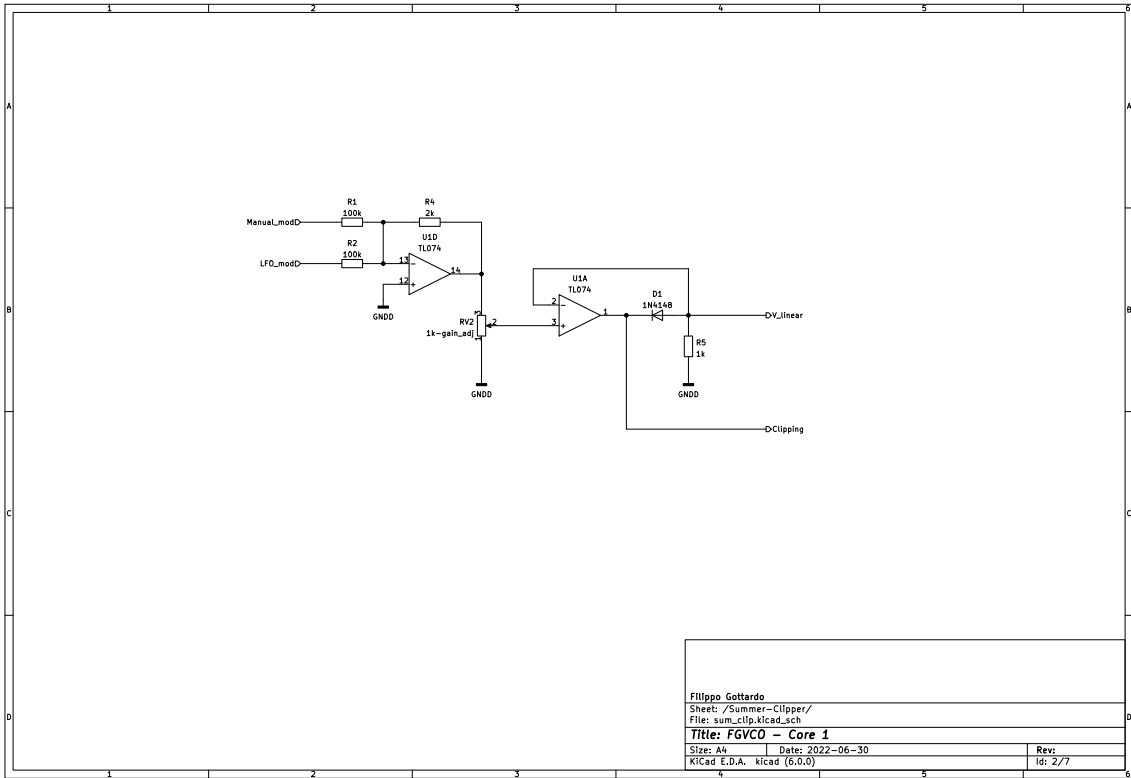 1 2 3 4 5 6
A A
R1
100k
R4
2k
Manual_mod
U1D
TL074
R2
100k
LFO_mod
13
12
14
GNDD
U1A
TL074
2
3
1
D1
1N4148
B B
V_linear
RV2
1k-gain_adj
3
2
1
R5
1k
GNDD
GNDD
Clipping
C C
Filippo Gottardo
Sheet: /Summer-Clipper/
File: sum_clip.kicad_sch
Title: FGVCO - Core 1
Size: A4 Date: 2022-06-30 Rev:
KiCad E.D.A. kicad (6.0.0) Id: 2/7
D D
1 2 3 4 5 6